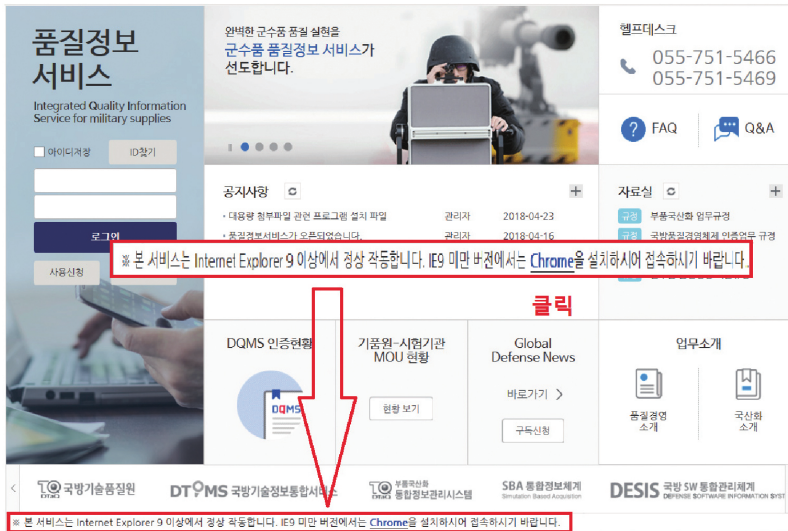 품질정보
서비스
Integrated Quality Information
Service for military supplies
아이디저장
ID찾기
로그인
사용신청
완벽한 군수품 품질 실현을
군수품 품질정보 서비스가
선도합니다.
헬프데스크
055-751-5466
055-751-5469
FAQ
Q&A
공지사항
• 대용량 첨부파일 관련 프로그램 설치 파일 관리자 2018-04-23
• 품질정보서비스가 오픈되었습니다. 관리자 2018-04-16
자료실
규정 부품국산화 업무규정
규정 국방품질경영체제 인증업무 규정
※ 본 서비스는 Internet Explorer 9 이상에서 정상 작동합니다. IE9 미만 버전에서는 Chrome을 설치하시어 접속하시기 바랍니다.
클릭
DQMS 인증현황
DQMS
기품원-시험기관
MOU 현황
현황 보기
Global
Defense News
바로가기 >
구독신청
업무소개
품질경영
소개
국산화
소개
국방기술품질원
DTaQ
DTiMS 국방기술정보통합서비스
부품국산화
통합정보관리시스템
SBA 통합정보체계
Simulation Based Acquisition
DESIS 국방 SW 통합관리체계
DEFENSE SOFTWARE INFORMATION SYST
※ 본 서비스는 Internet Explorer 9 이상에서 정상 작동합니다. IE9 미만 버전에서는 Chrome을 설치하시어 접속하시기 바랍니다.